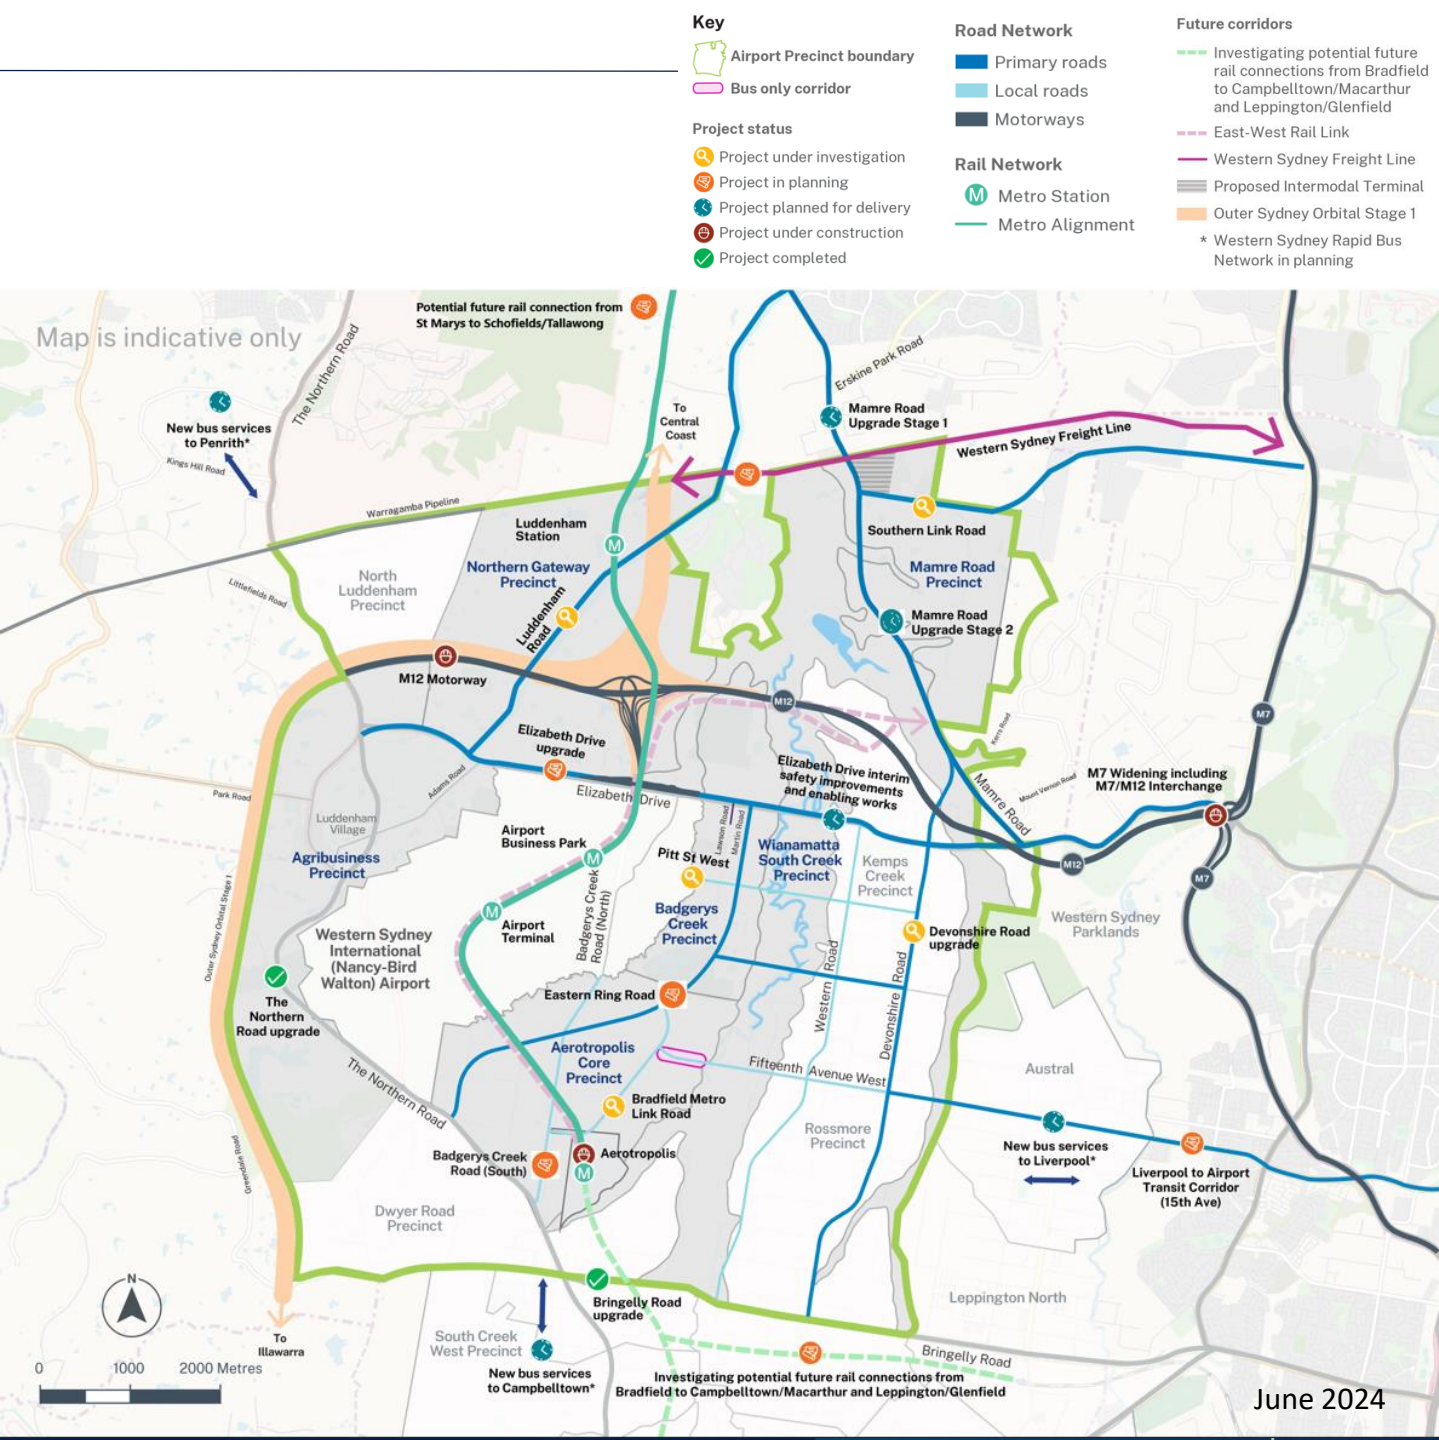 Key
Airport Precinct boundary
Bus only corridor
Project status
Project under investigation
Project in planning
Project planned for delivery
Project under construction
Project completed
Road Network
Primary roads
Local roads
Motorways
Rail Network
M Metro Station
Metro Alignment
Future corridors
Investigating potential future
rail connections from Bradfield
to Campbelltown/Macarthur
and Leppington/Glenfield
East-West Rail Link
Western Sydney Freight Line
Proposed Intermodal Terminal
Outer Sydney Orbital Stage 1
* Western Sydney Rapid Bus
Network in planning
Map is indicative only
Potential future rail connection from
St Marys to Schofields/Tallawong
The Northern Road
Erskine Park Road
New bus services
to Penrith*
Kings Hill Road
To
Central
Coast
Mamre Road
Upgrade Stage 1
Western Sydney Freight Line
Warragamba Pipeline
Luddenham
Station
M
Southern Link Road
Northern Gateway
Precinct
Mamre Road
Precinct
North
Luddenham
Precinct
Littlefields Road
Luddenham
Road
Mamre Road
Upgrade Stage 2
M12 Motorway
M12
M7
Kerrs Road
Elizabeth Drive
upgrade
Elizabeth Drive interim
safety improvements
and enabling works
M7 Widening including
M7/M12 Interchange
Mount Vernon Road
Mamre Road
Adams Road
Park Road
Elizabeth Drive
Luddenham
Village
Lawson Road
Martin Road
Airport
Business Park
M
Pitt St West
Wianamatta
South Creek
Precinct
Kemps
Creek
Precinct
M12
M7
Agribusiness
Precinct
Outer Sydney Orbital Stage 1
Badgerys Creek
Road (North)
M
Airport
Terminal
Badgerys
Creek
Precinct
Western Sydney
Parklands
Devonshire Road
upgrade
Western Sydney
International
(Nancy-Bird
Walton) Airport
Western Road
Devonshire Road
The
Northern
Road upgrade
Eastern Ring Road
Aerotropolis
Core
Precinct
Fifteenth Avenue West
Austral
The Northern Road
Bradfield Metro
Link Road
Rossmore
Precinct
New bus services
to Liverpool*
Liverpool to Airport
Transit Corridor
(15th Ave)
Badgerys Creek
Road (South)
Aerotropolis
M
Greendale Road
Dwyer Road
Precinct
N
Bringelly Road
upgrade
Leppington North
To
Illawarra
South Creek
West Precinct
Bringelly Road
0 1000 2000 Metres
New bus services
to Campbelltown*
Investigating potential future rail connections from
Bradfield to Campbelltown/Macarthur and Leppington/Glenfield
June 2024